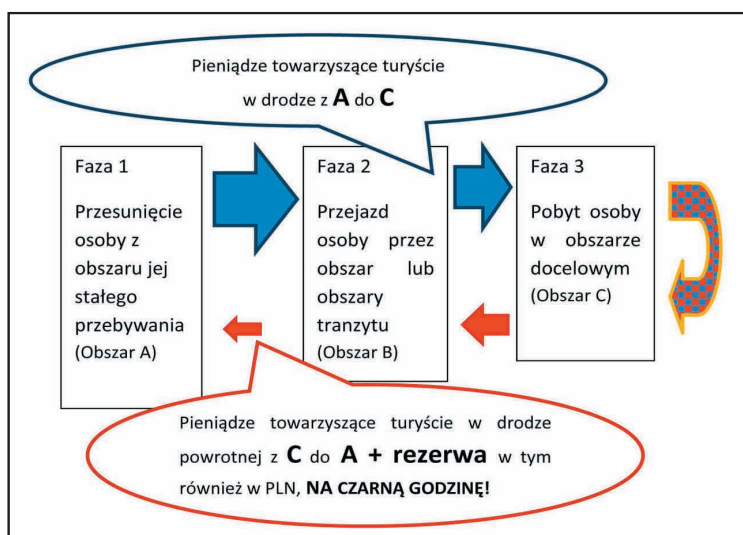 Pieniądze towarzyszące turyście
w drodze z A do C
Faza 1
Przesunięcie
osoby z
obszaru jej
stałego
przebywania
(Obszar A)
Faza 2
Przejazd
osoby przez
obszar lub
obszary
tranzytu
(Obszar B)
Faza 3
Pobyt osoby
w obszarze
docelowym
(Obszar C)
Pieniądze towarzyszące turyście w drodze
powrotnej z C do A + rezerwa w tym
również w PLN, NA CZARNĄ GODZINĘ!